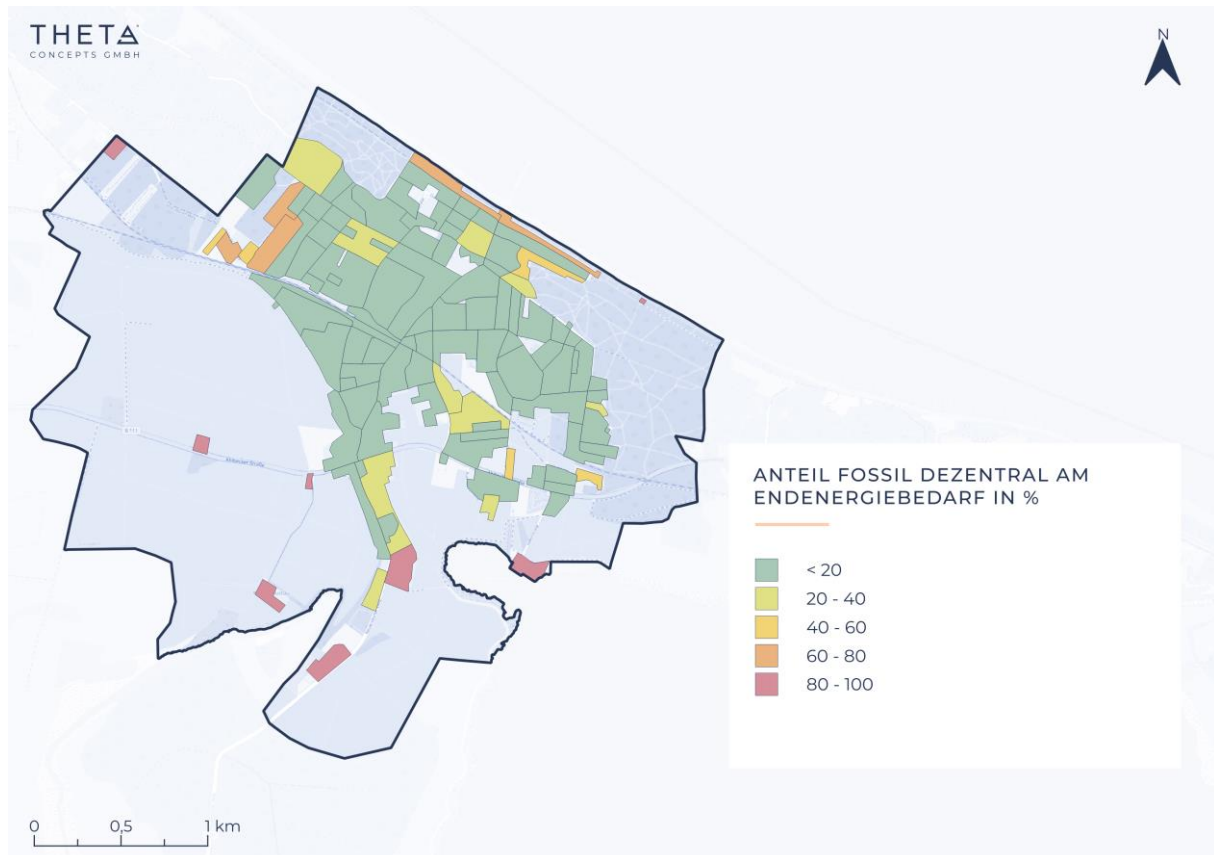 THETA
CONCEPTS GMBH
N
B 111
ANTEIL FOSSIL DEZENTRAL AM
ENDENERGIEBEDARF IN %
< 20
20 - 40
40 - 60
60 - 80
80 - 100
0 0,5 1 km